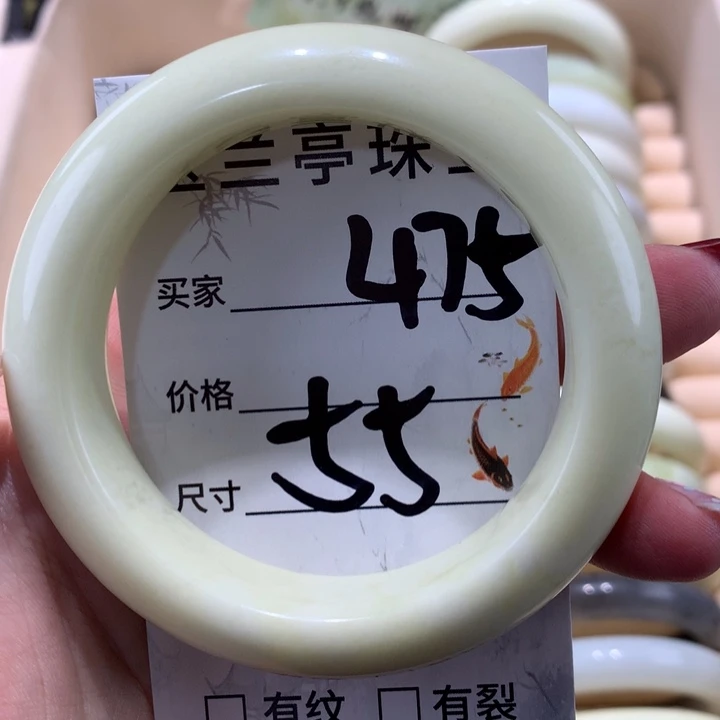 兰亭珠
买家 475
价格
尺寸 55
□ 有纹 □ 有裂